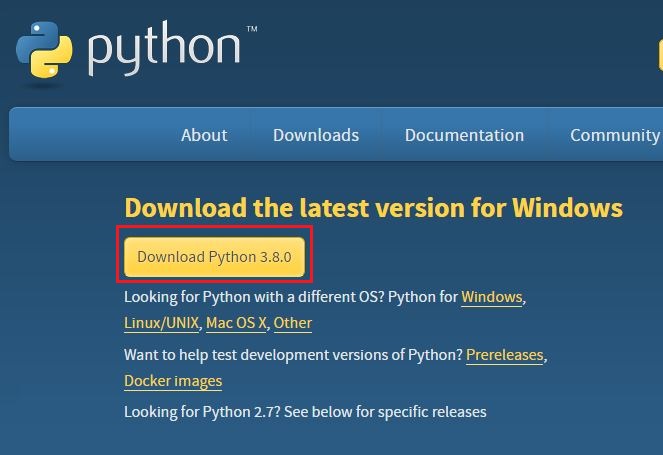 python™
About Downloads Documentation Community
Download the latest version for Windows
Download Python 3.8.0
Looking for Python with a different OS? Python for Windows,
Linux/UNIX, Mac OS X, Other
Want to help test development versions of Python? Prereleases,
Docker images
Looking for Python 2.7? See below for specific releases